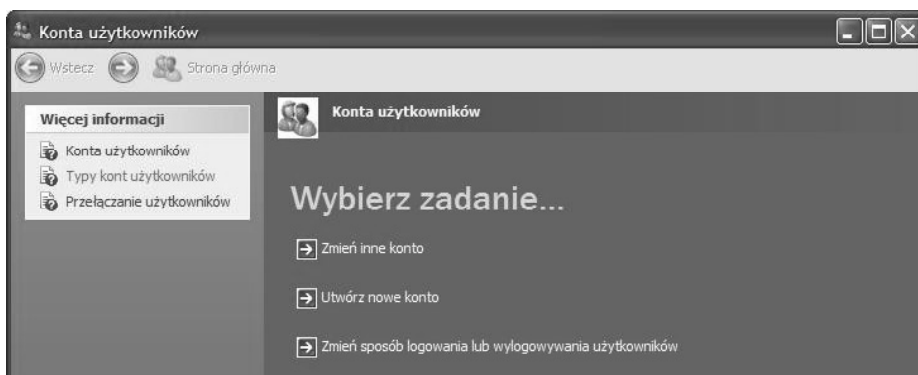 Konta użytkowników
Wstecz Strona główna
Więcej informacji
Konta użytkowników
Typy kont użytkowników
Przełączanie użytkowników
Konta użytkowników
Wybierz zadanie...
Zmień inne konto
Utwórz nowe konto
Zmień sposób logowania lub wylogowywania użytkowników